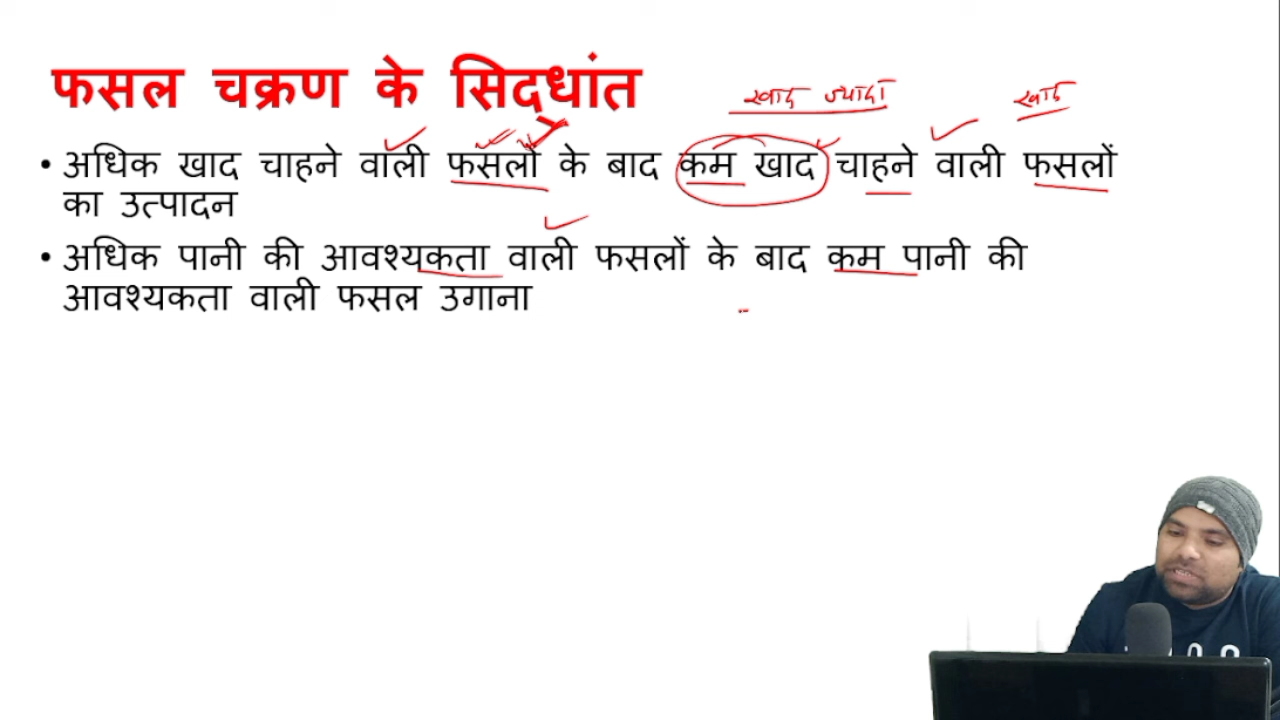 फसल चक्रण के सिद्धांत
खाद ज्यादा
खाद
• अधिक खाद चाहने वाली फसलों के बाद कम खाद चाहने वाली फसलों
का उत्पादन
• अधिक पानी की आवश्यकता वाली फसलों के बाद कम पानी की
आवश्यकता वाली फसल उगाना